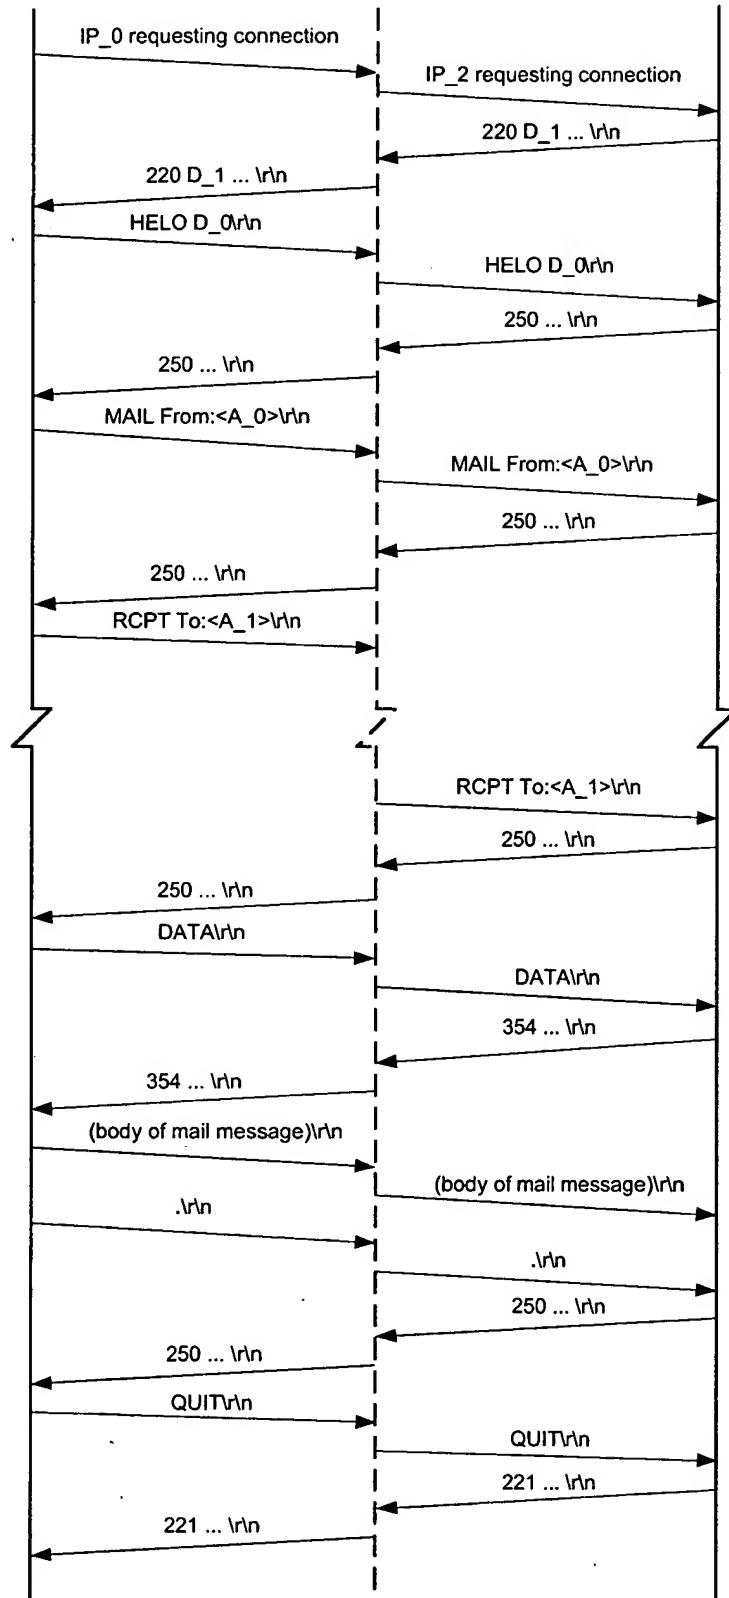 IP_0 requesting connection
IP_2 requesting connection
220 D_1 ... \r\n
220 D_1 ... \r\n
HELO D_0\r\n
HELO D_0\r\n
250 ... \r\n
250 ... \r\n
MAIL From:<A_0>\r\n
MAIL From:<A_0>\r\n
250 ... \r\n
250 ... \r\n
RCPT To:<A_1>\r\n
RCPT To:<A_1>\r\n
250 ... \r\n
250 ... \r\n
DATA\r\n
DATA\r\n
354 ... \r\n
354 ... \r\n
(body of mail message)\r\n
(body of mail message)\r\n
.\r\n
.\r\n
250 ... \r\n
250 ... \r\n
QUIT\r\n
QUIT\r\n
221 ... \r\n
221 ... \r\n